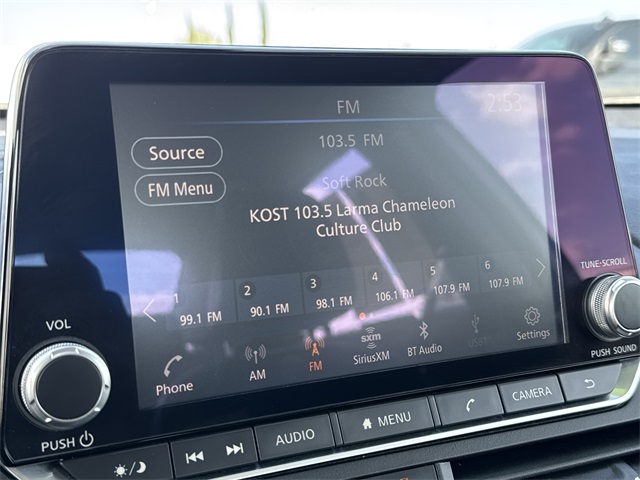 FM
2:53
103.5 FM
Source
FM Menu
Soft Rock
KOST 103.5 Larma Chameleon
Culture Club
1 2 3 4 5 6
99.1 FM 90.1 FM 98.1 FM 106.1 FM 107.9 FM 107.9 FM
Phone AM FM sxm SiriusXM BT Audio USB1 Settings
VOL
PUSH
TUNE·SCROLL
PUSH SOUND
AUDIO MENU CAMERA